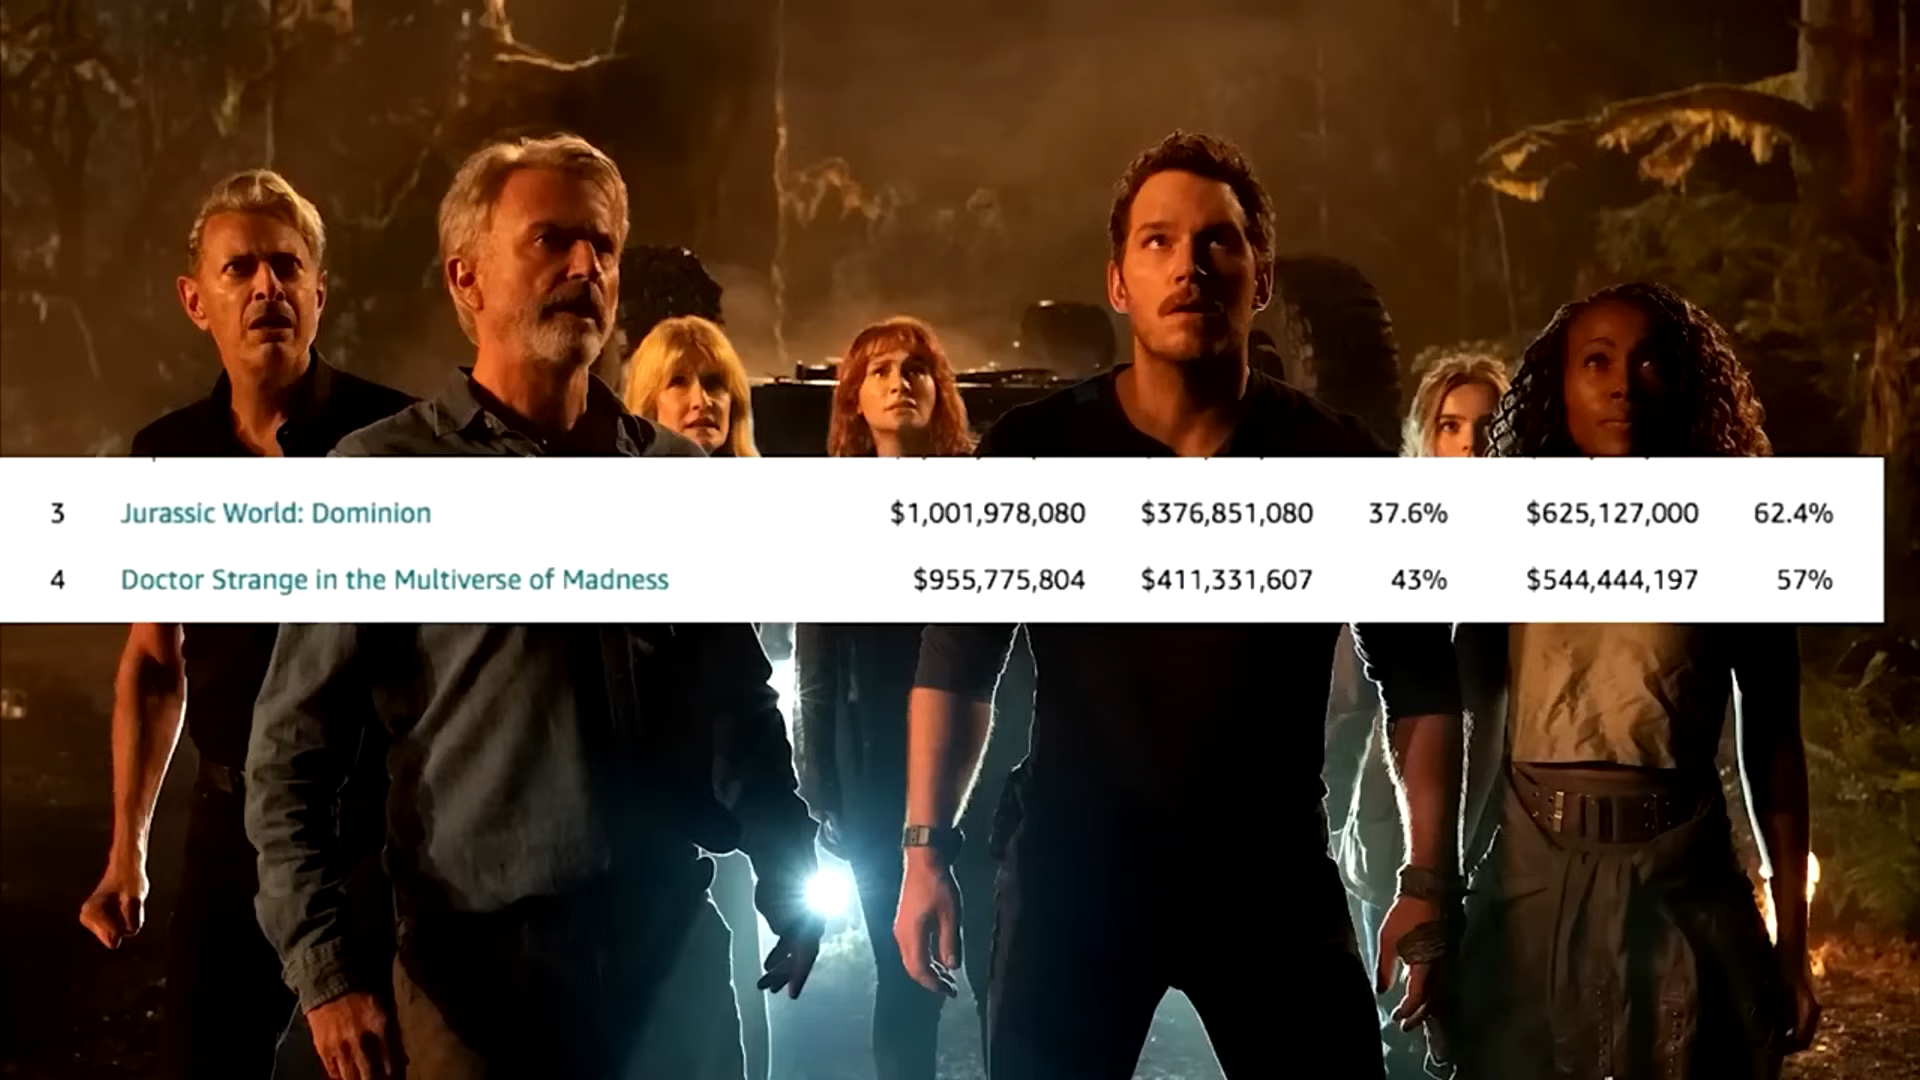 3 Jurassic World: Dominion $1,001,978,080 $376,851,080 37.6% $625,127,000 62.4%
4 Doctor Strange in the Multiverse of Madness $955,775,804 $411,331,607 43% $544,444,197 57%